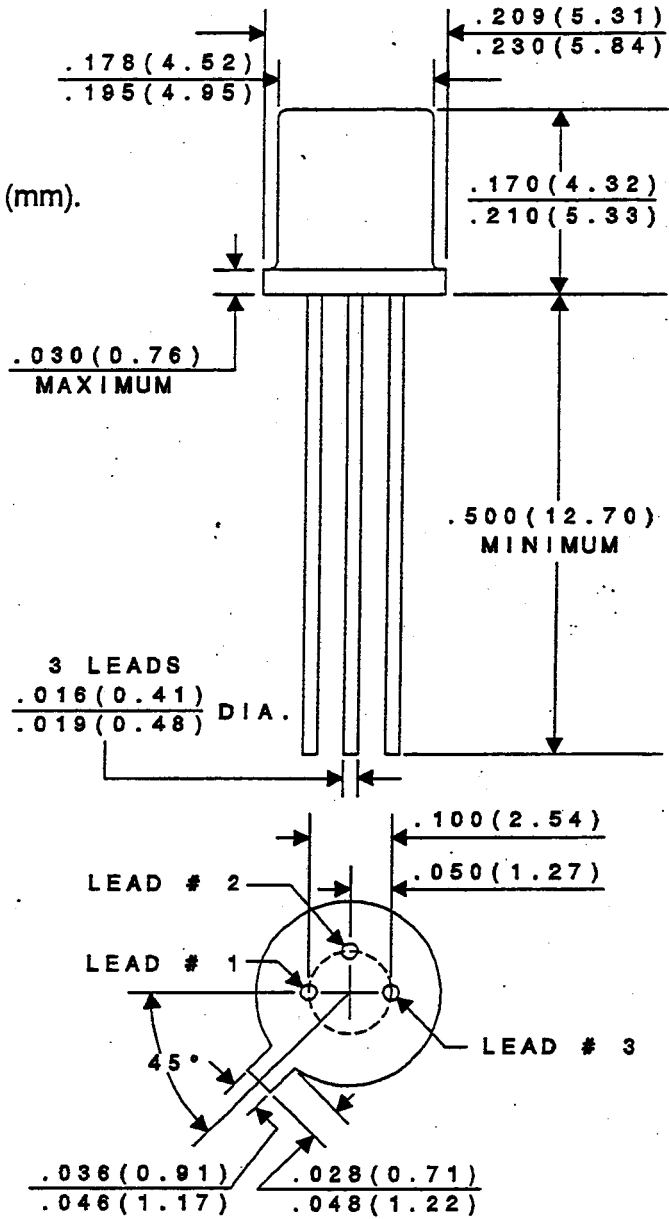 .209(5.31)
.230(5.84)
.178(4.52)
.195(4.95)
(mm).
.170(4.32)
.210(5.33)
.030(0.76)
MAXIMUM
.500(12.70)
MINIMUM
3 LEADS
.016(0.41)
.019(0.48) DIA.
.100(2.54)
.050(1.27)
LEAD # 2
LEAD # 1
LEAD # 3
45°
.036(0.91)
.046(1.17)
.028(0.71)
.048(1.22)